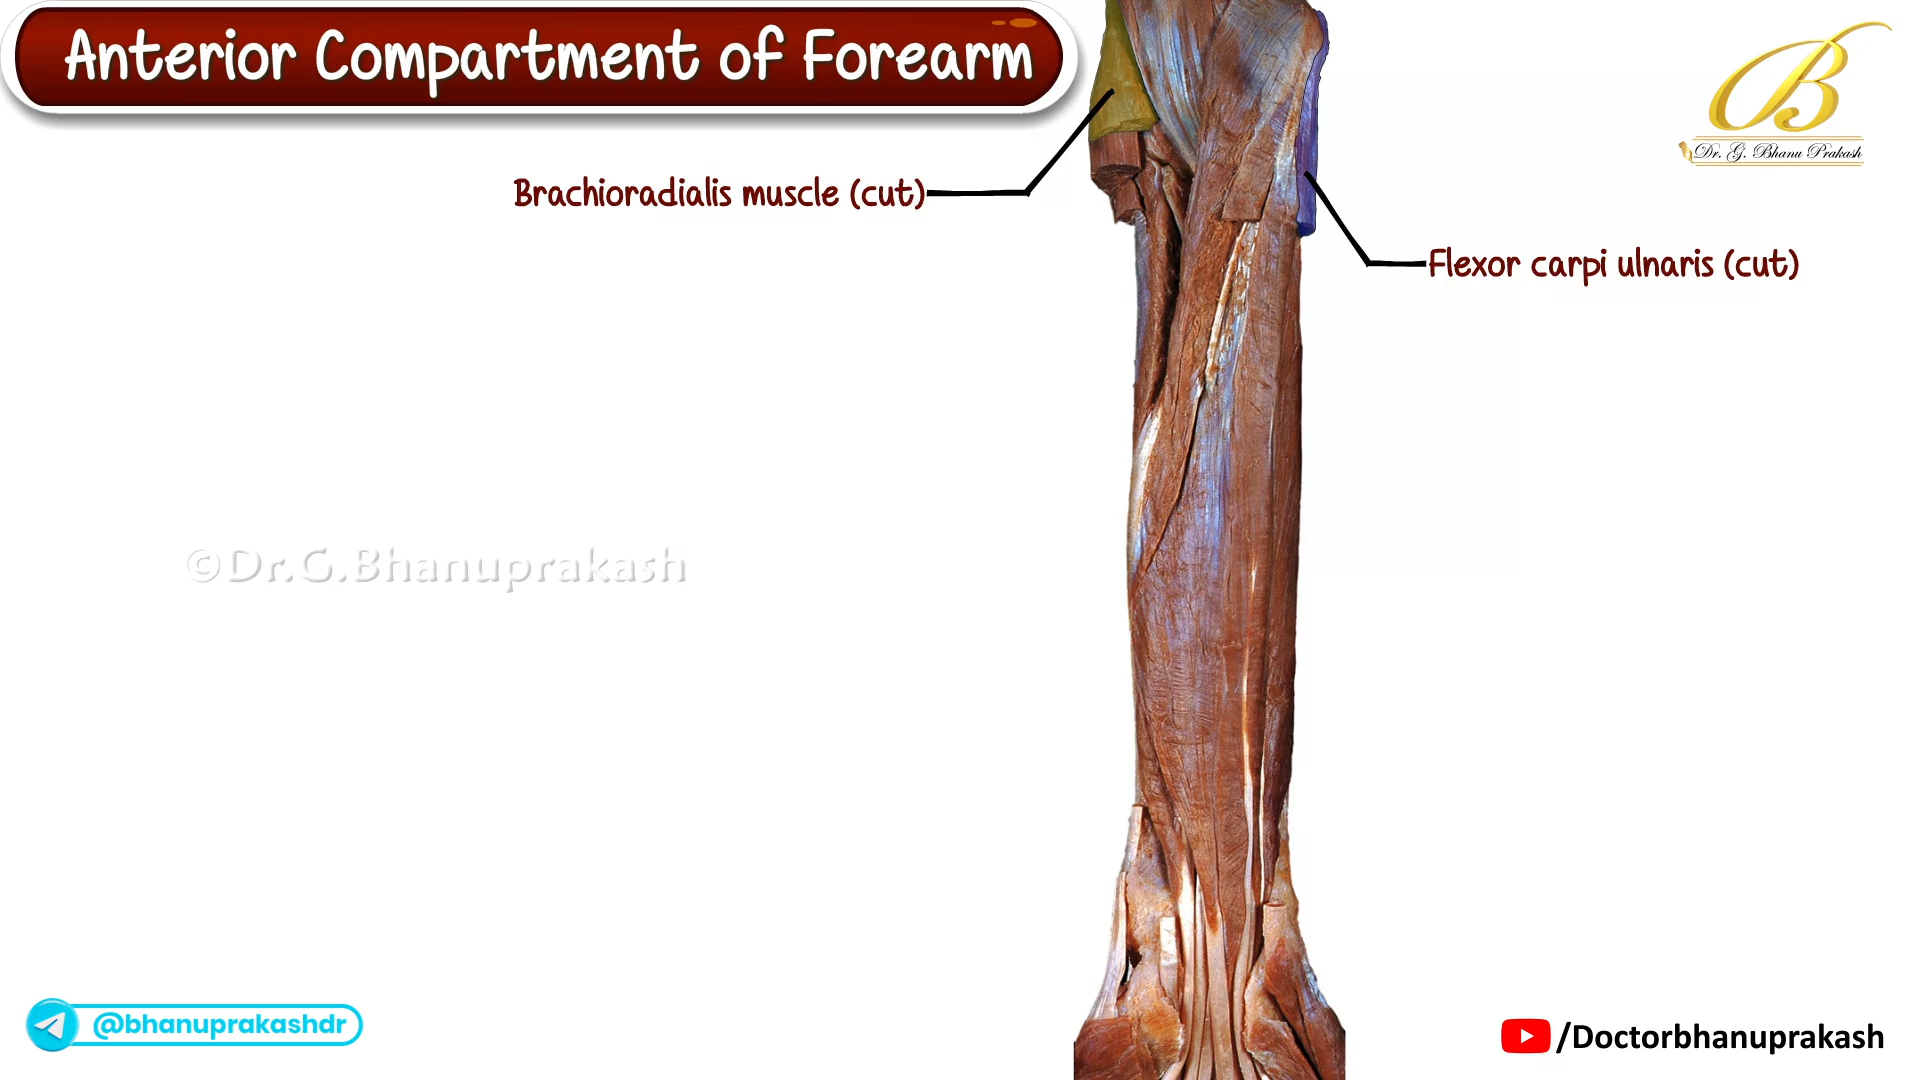 Anterior Compartment of Forearm
B
Dr. G. Bhanu Prakash
Brachioradialis muscle (cut)
Flexor carpi ulnaris (cut)
©Dr.G.Bhanuprakash
@bhanuprakashdr
/Doctorbhanuprakash